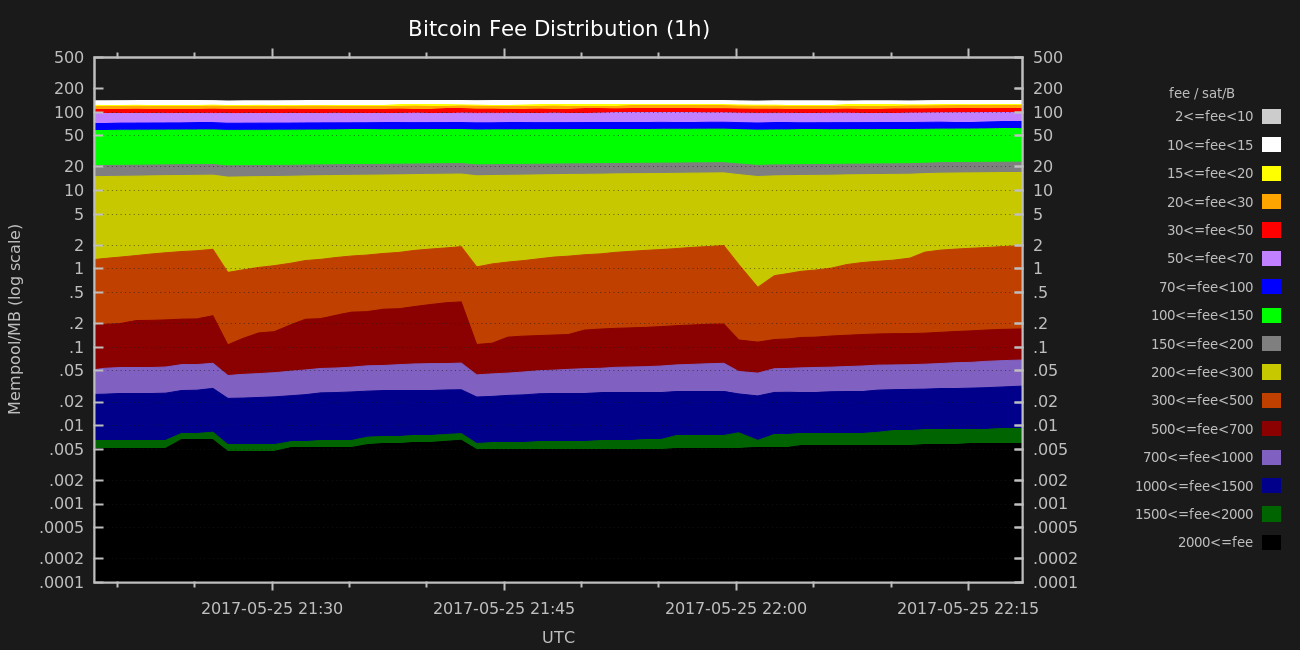 Bitcoin Fee Distribution (1h)
Mempool/MB (log scale)
500
200
100
50
20
10
5
2
1
.5
.2
.1
.05
.02
.01
.005
.002
.001
.0005
.0002
.0001
500
200
100
50
20
10
5
2
1
.5
.2
.1
.05
.02
.01
.005
.002
.001
.0005
.0002
.0001
2017-05-25 21:30
2017-05-25 21:45
2017-05-25 22:00
2017-05-25 22:15
UTC
fee / sat/B
2<=fee<10
10<=fee<15
15<=fee<20
20<=fee<30
30<=fee<50
50<=fee<70
70<=fee<100
100<=fee<150
150<=fee<200
200<=fee<300
300<=fee<500
500<=fee<700
700<=fee<1000
1000<=fee<1500
1500<=fee<2000
2000<=fee